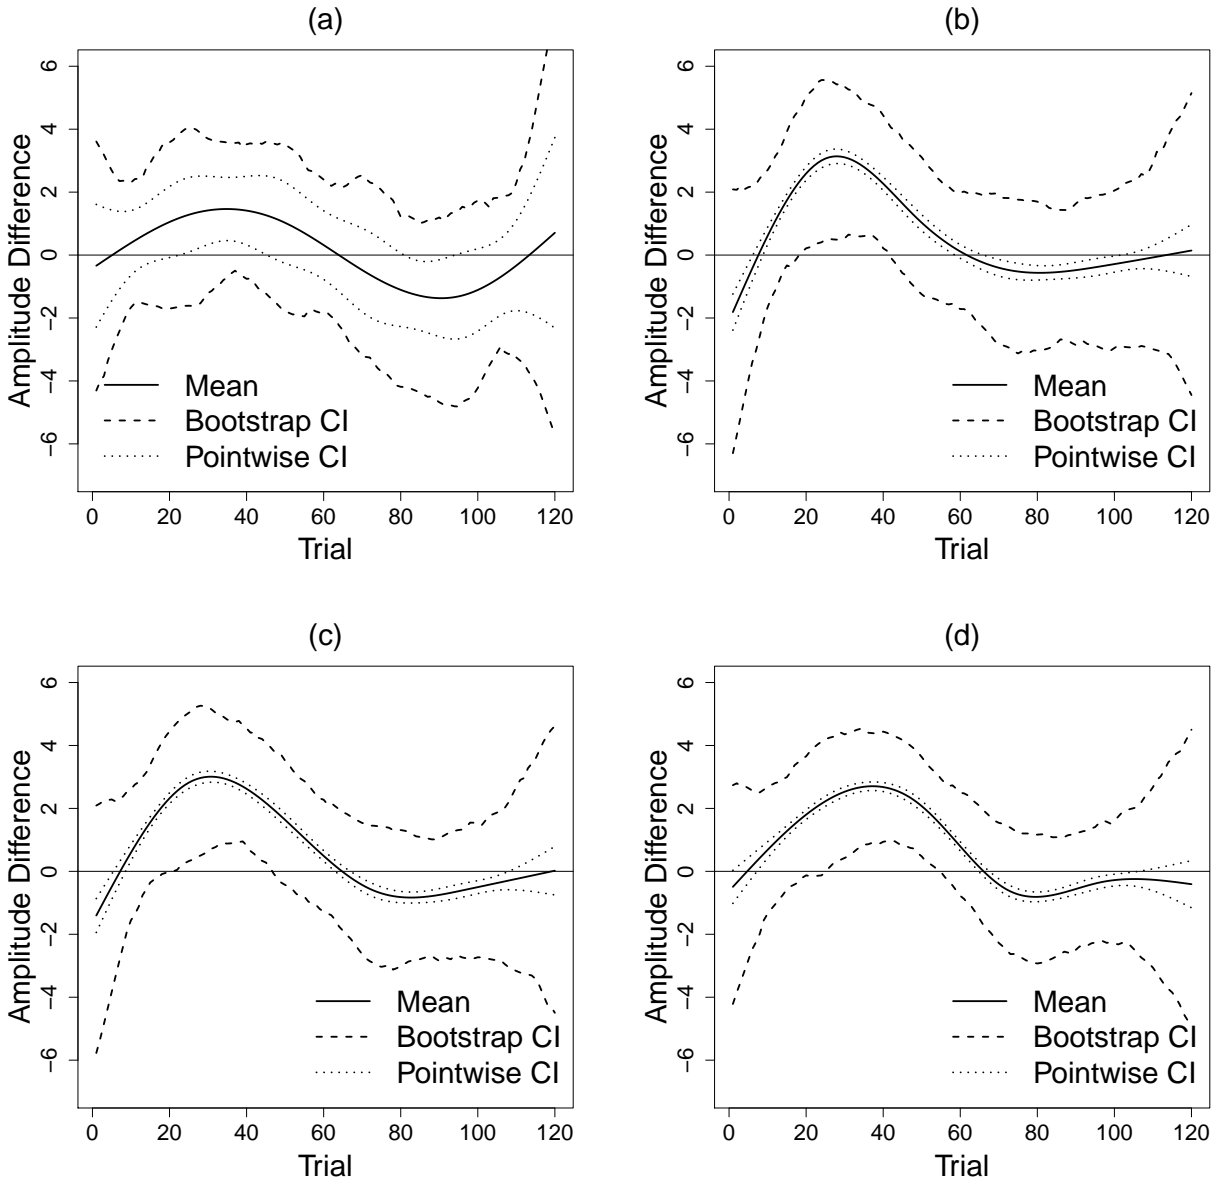 (a)
Amplitude Difference
6
4
2
0
−2
−4
−6
Mean
Bootstrap CI
Pointwise CI
0 20 40 60 80 100 120
Trial
(b)
Amplitude Difference
6
4
2
0
−2
−4
−6
Mean
Bootstrap CI
Pointwise CI
0 20 40 60 80 100 120
Trial
(c)
Amplitude Difference
6
4
2
0
−2
−4
−6
Mean
Bootstrap CI
Pointwise CI
0 20 40 60 80 100 120
Trial
(d)
Amplitude Difference
6
4
2
0
−2
−4
−6
Mean
Bootstrap CI
Pointwise CI
0 20 40 60 80 100 120
Trial